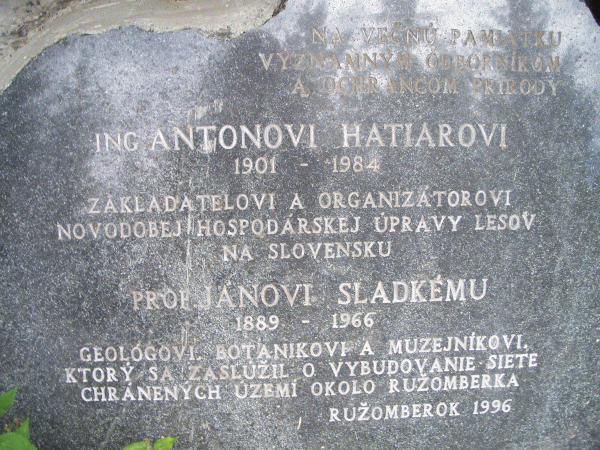 NA VEČNÚ PAMIATKU
VÝZNAMNÝM ODBORNÍKOM
A OCHRANCOM PRÍRODY
ING ANTONOVI HATIAROVI
1901 - 1984
ZÁKLADATEĽOVI A ORGANIZÁTOROVI
NOVODOBEJ HOSPODÁRSKEJ ÚPRAVY LESOV
NA SLOVENSKU
PROF. JÁNOVI SLADKÉMU
1889 - 1966
GEOLÓGOVI, BOTANIKOVI A MUZEJNÍKOVI,
KTORÝ SA ZASLÚŽIL O VYBUDOVANIE SIETE
CHRÁNENÝCH ÚZEMÍ OKOLO RUŽOMBERKA
RUŽOMBEROK 1996